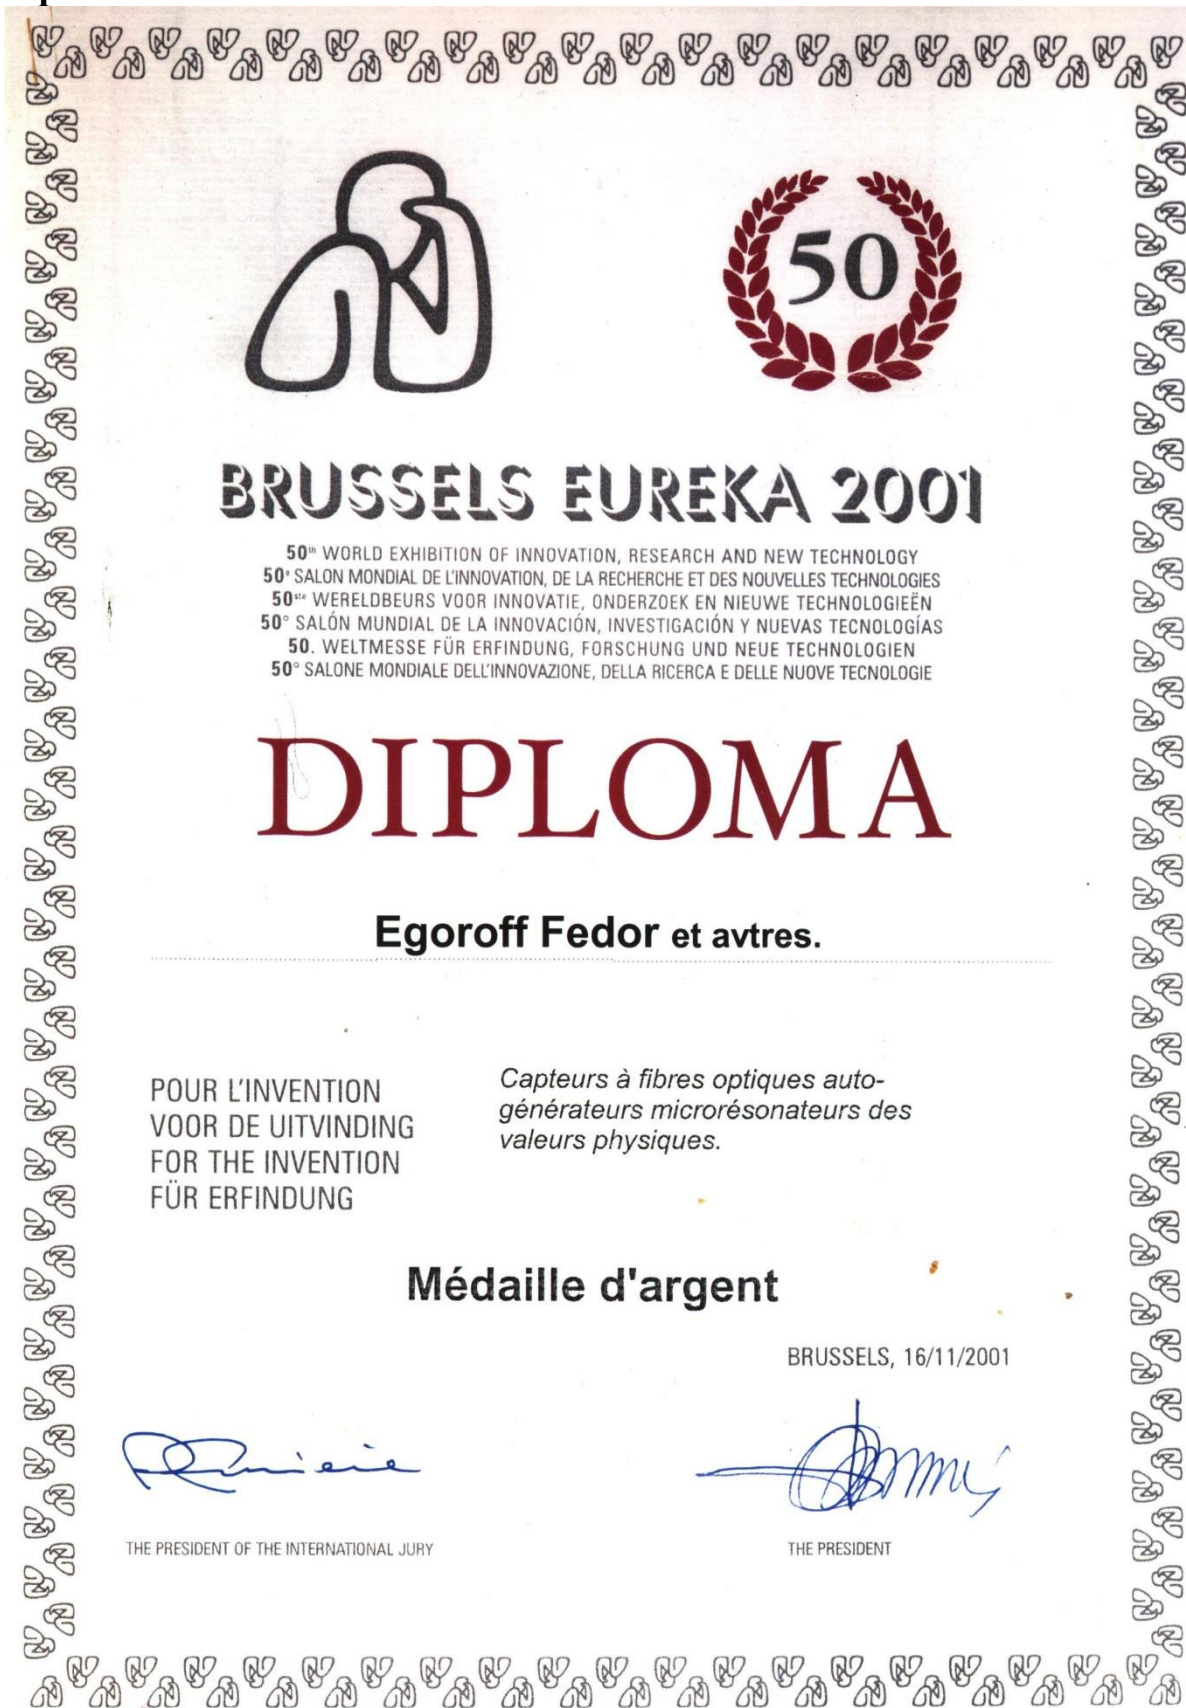 50
BRUSSELS EUREKA 2001
50th WORLD EXHIBITION OF INNOVATION, RESEARCH AND NEW TECHNOLOGY
50e SALON MONDIAL DE L'INNOVATION, DE LA RECHERCHE ET DES NOUVELLES TECHNOLOGIES
50ste WERELDBEURS VOOR INNOVATIE, ONDERZOEK EN NIEUWE TECHNOLOGIEËN
50° SALÓN MUNDIAL DE LA INNOVACIÓN, INVESTIGACIÓN Y NUEVAS TECNOLOGÍAS
50. WELTMESSE FÜR ERFINDUNG, FORSCHUNG UND NEUE TECHNOLOGIEN
50° SALONE MONDIALE DELL'INNOVAZIONE, DELLA RICERCA E DELLE NUOVE TECNOLOGIE
DIPLOMA
Egoroff Fedor et avtres.
POUR L'INVENTION
VOOR DE UITVINDING
FOR THE INVENTION
FÜR ERFINDUNG
Capteurs à fibres optiques auto-
générateurs microrésonateurs des
valeurs physiques.
Médaille d'argent
BRUSSELS, 16/11/2001
THE PRESIDENT OF THE INTERNATIONAL JURY
THE PRESIDENT